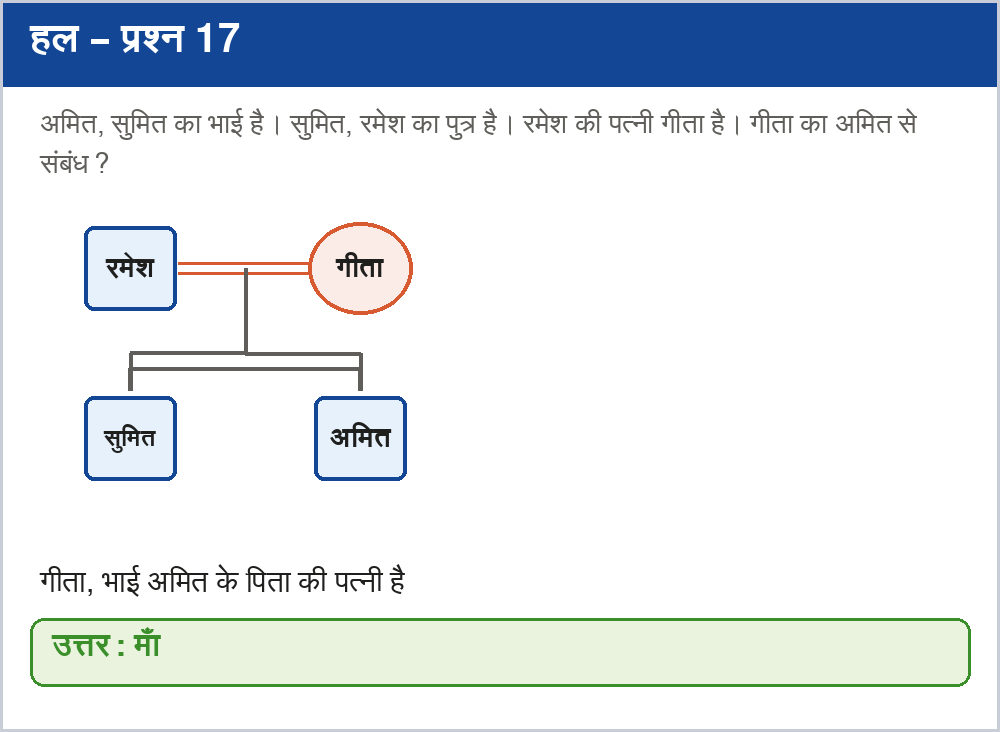 हल – प्रश्न 17
अमित, सुमित का भाई है। सुमित, रमेश का पुत्र है। रमेश की पत्नी गीता है। गीता का अमित से
संबंध ?
रमेश
गीता
सुमित
अमित
गीता, भाई अमित के पिता की पत्नी है
उत्तर : माँ